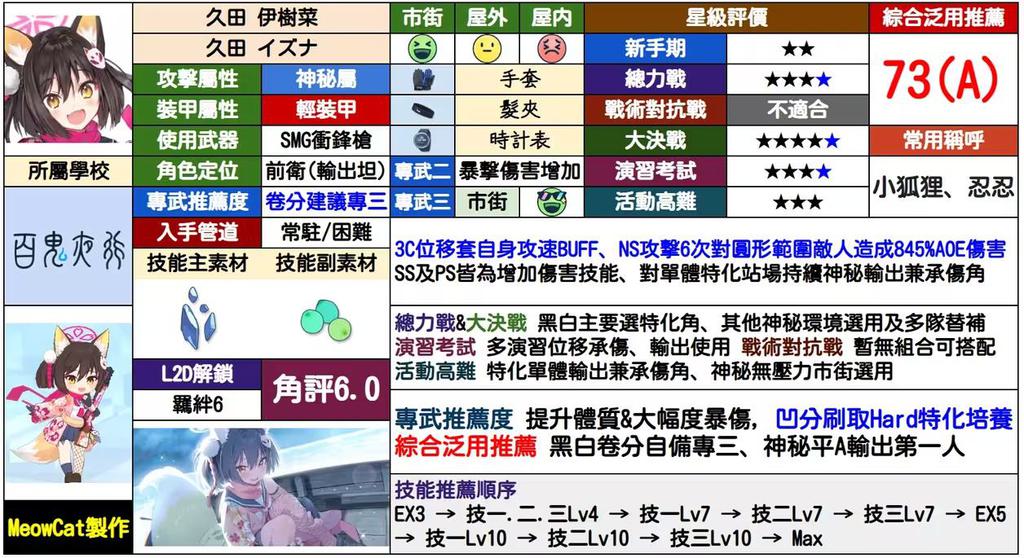 久田 伊樹菜
市街 屋外 屋内
星級評價
綜合泛用推薦
久田 イズナ
新手期 ★★
73(A)
攻擊屬性 神秘屬
手套
總力戰 ★★★★
裝甲屬性 輕裝甲
髮夾
戰術對抗戰 不適合
使用武器 SMG衝鋒槍
時計表
大決戰 ★★★★★
常用稱呼
所屬學校
角色定位 前衛(輸出坦)
專武二 暴擊傷害增加
演習考試 ★★★★
小狐狸、忍忍
百鬼夜行
專武推薦度 卷分建議專三
專武三 市街
活動高難 ★★★
入手管道 常駐/困難
技能主素材 技能副素材
3C位移套自身攻速BUFF、NS攻擊6次對圓形範圍敵人造成845%AOE傷害
SS及PS皆為增加傷害技能、對單體特化站場持續神秘輸出兼承傷角
總力戰&大決戰 黑白主要選特化角、其他神秘環境選用及多隊替補
演習考試 多演習位移承傷、輸出使用 戰術對抗戰 暫無組合可搭配
活動高難 特化單體輸出兼承傷角、神秘無壓力市街選用
L2D解鎖
羈絆6
角評6.0
專武推薦度 提升體質&大幅度暴傷, 凹分刷取Hard特化培養
綜合泛用推薦 黑白卷分自備專三、神秘平A輸出第一人
技能推薦順序
EX3 → 技一.二.三Lv4 → 技一Lv7 → 技二Lv7 → 技三Lv7 → EX5
→ 技一Lv10 → 技二Lv10 → 技三Lv10 → Max
MeowCat製作